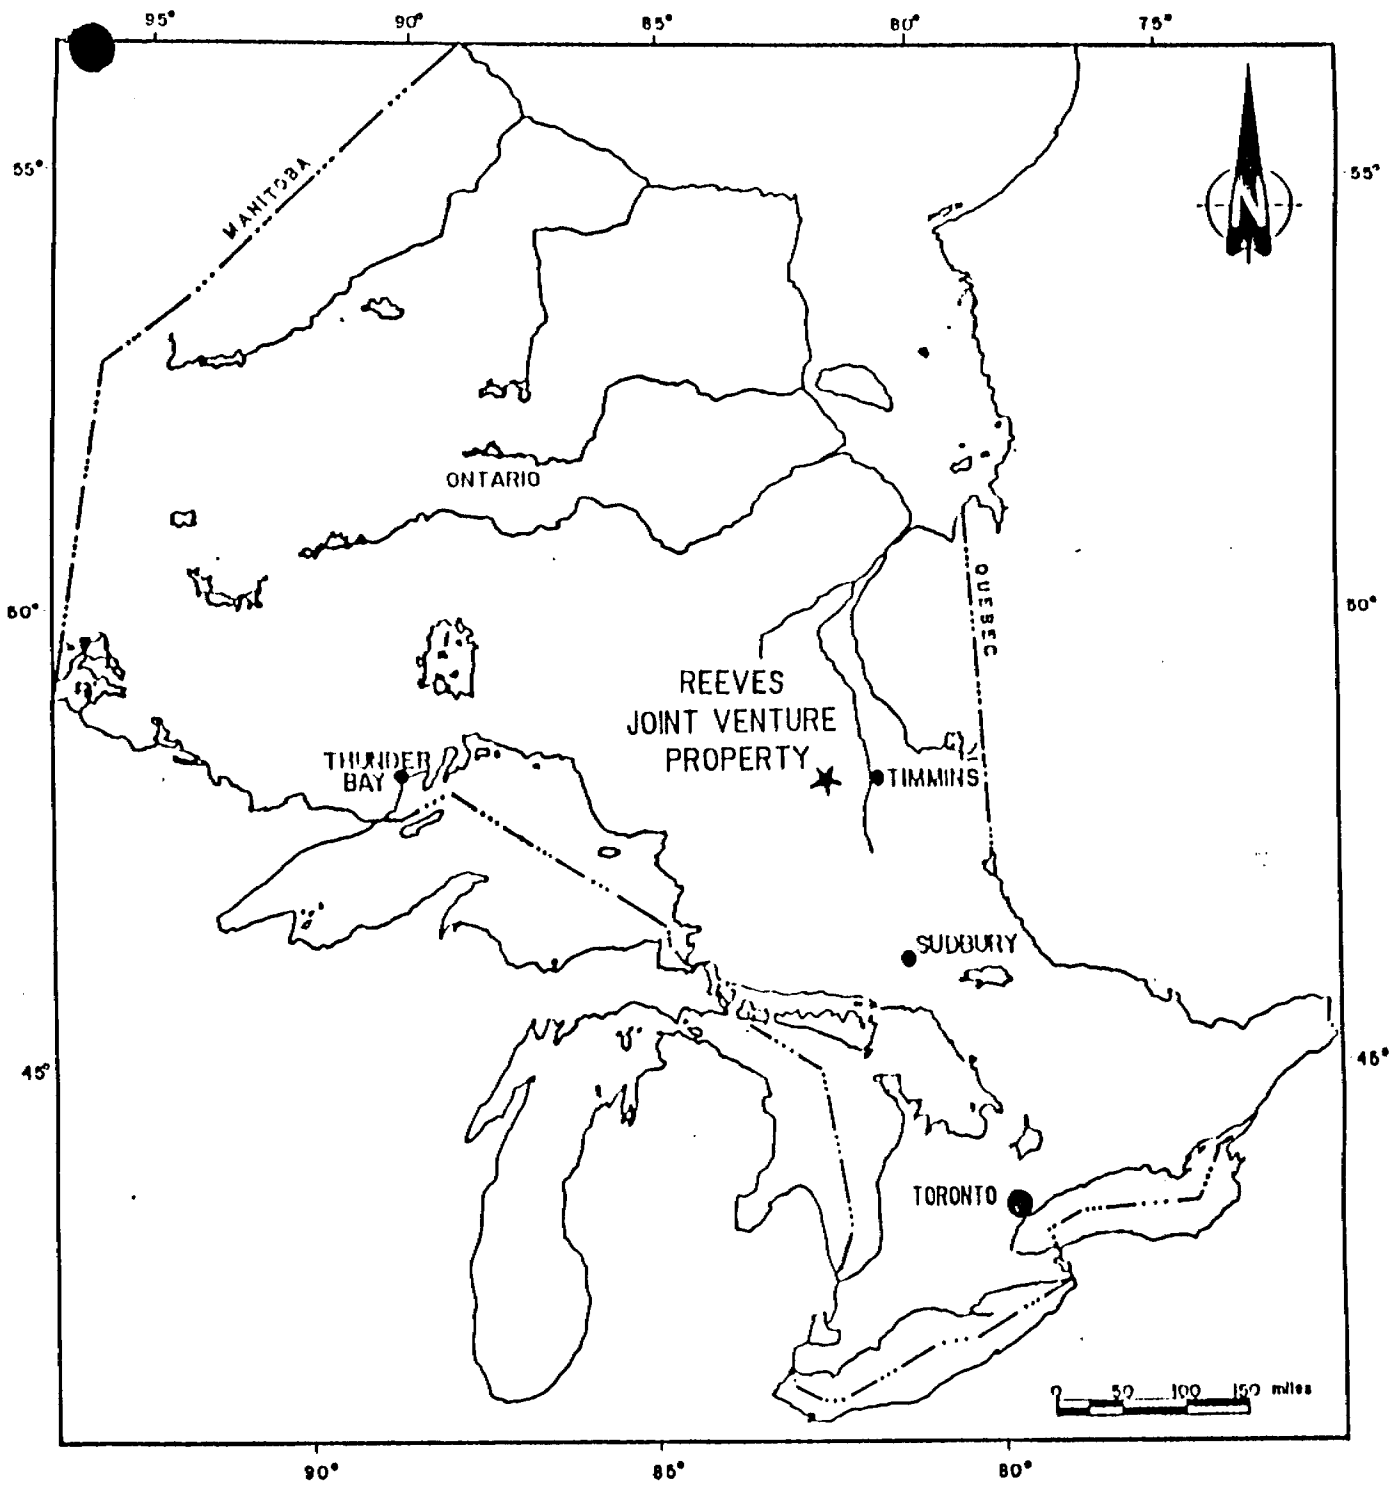 95° 90° 85° 80° 75°
55° 55°
N
MANITOBA
ONTARIO
QUEBEC
50° 50°
REEVES
JOINT VENTURE
PROPERTY
THUNDER
BAY
TIMMINS
SUDBURY
45° 45°
TORONTO
0 50 100 150 miles
90° 85° 80°